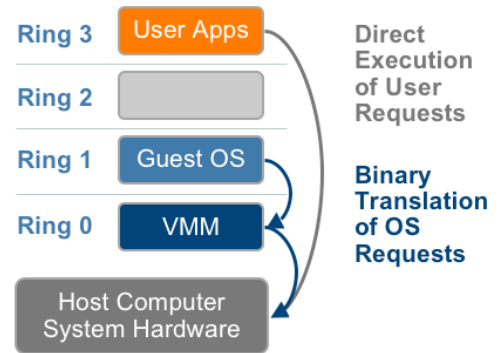 Ring 3
User Apps
Ring 2
Ring 1
Guest OS
Ring 0
VMM
Host Computer
System Hardware
Direct
Execution
of User
Requests
Binary
Translation
of OS
Requests